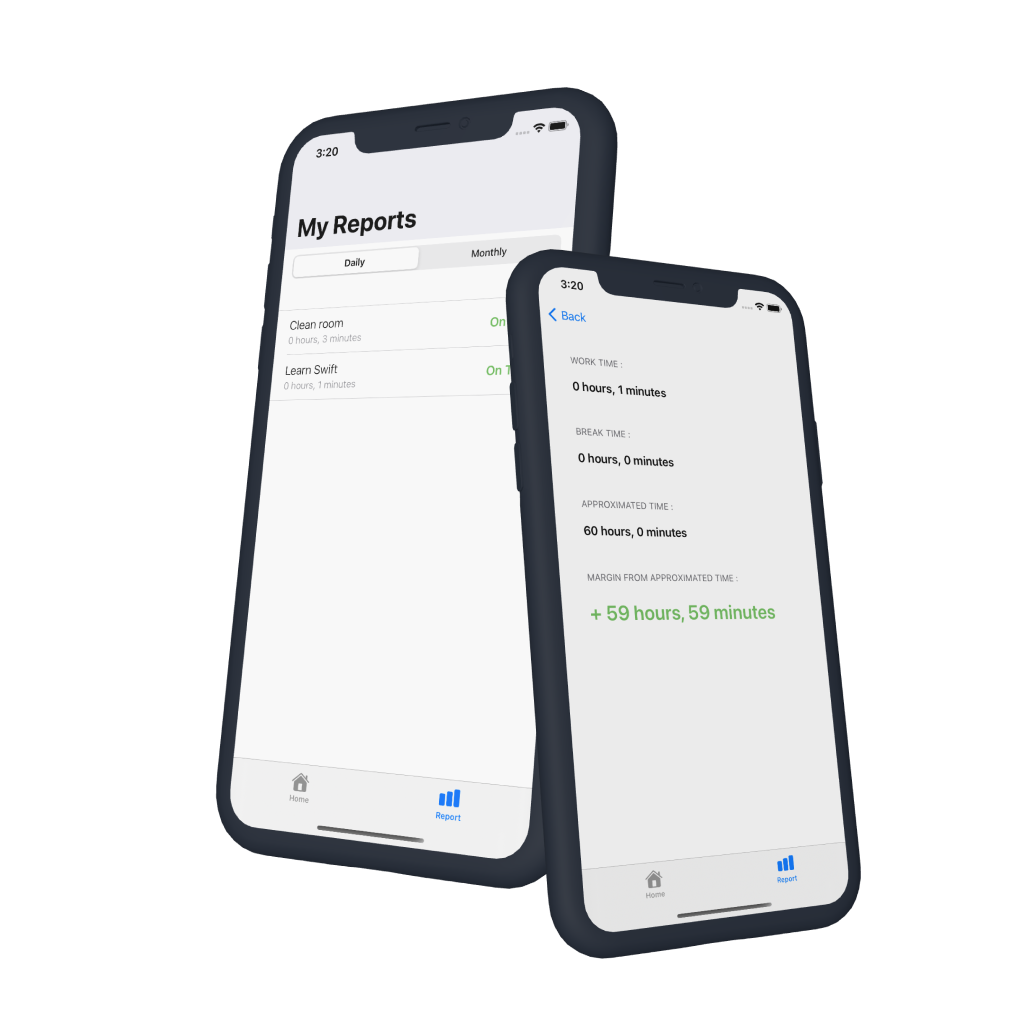 3:20
My Reports
Daily
Monthly
Clean room
On
0 hours, 3 minutes
Learn Swift
On
0 hours, 1 minutes
Home
Report
3:20
Back
WORK TIME :
0 hours, 1 minutes
BREAK TIME :
0 hours, 0 minutes
APPROXIMATED TIME :
60 hours, 0 minutes
MARGIN FROM APPROXIMATED TIME :
+ 59 hours, 59 minutes
Home
Report